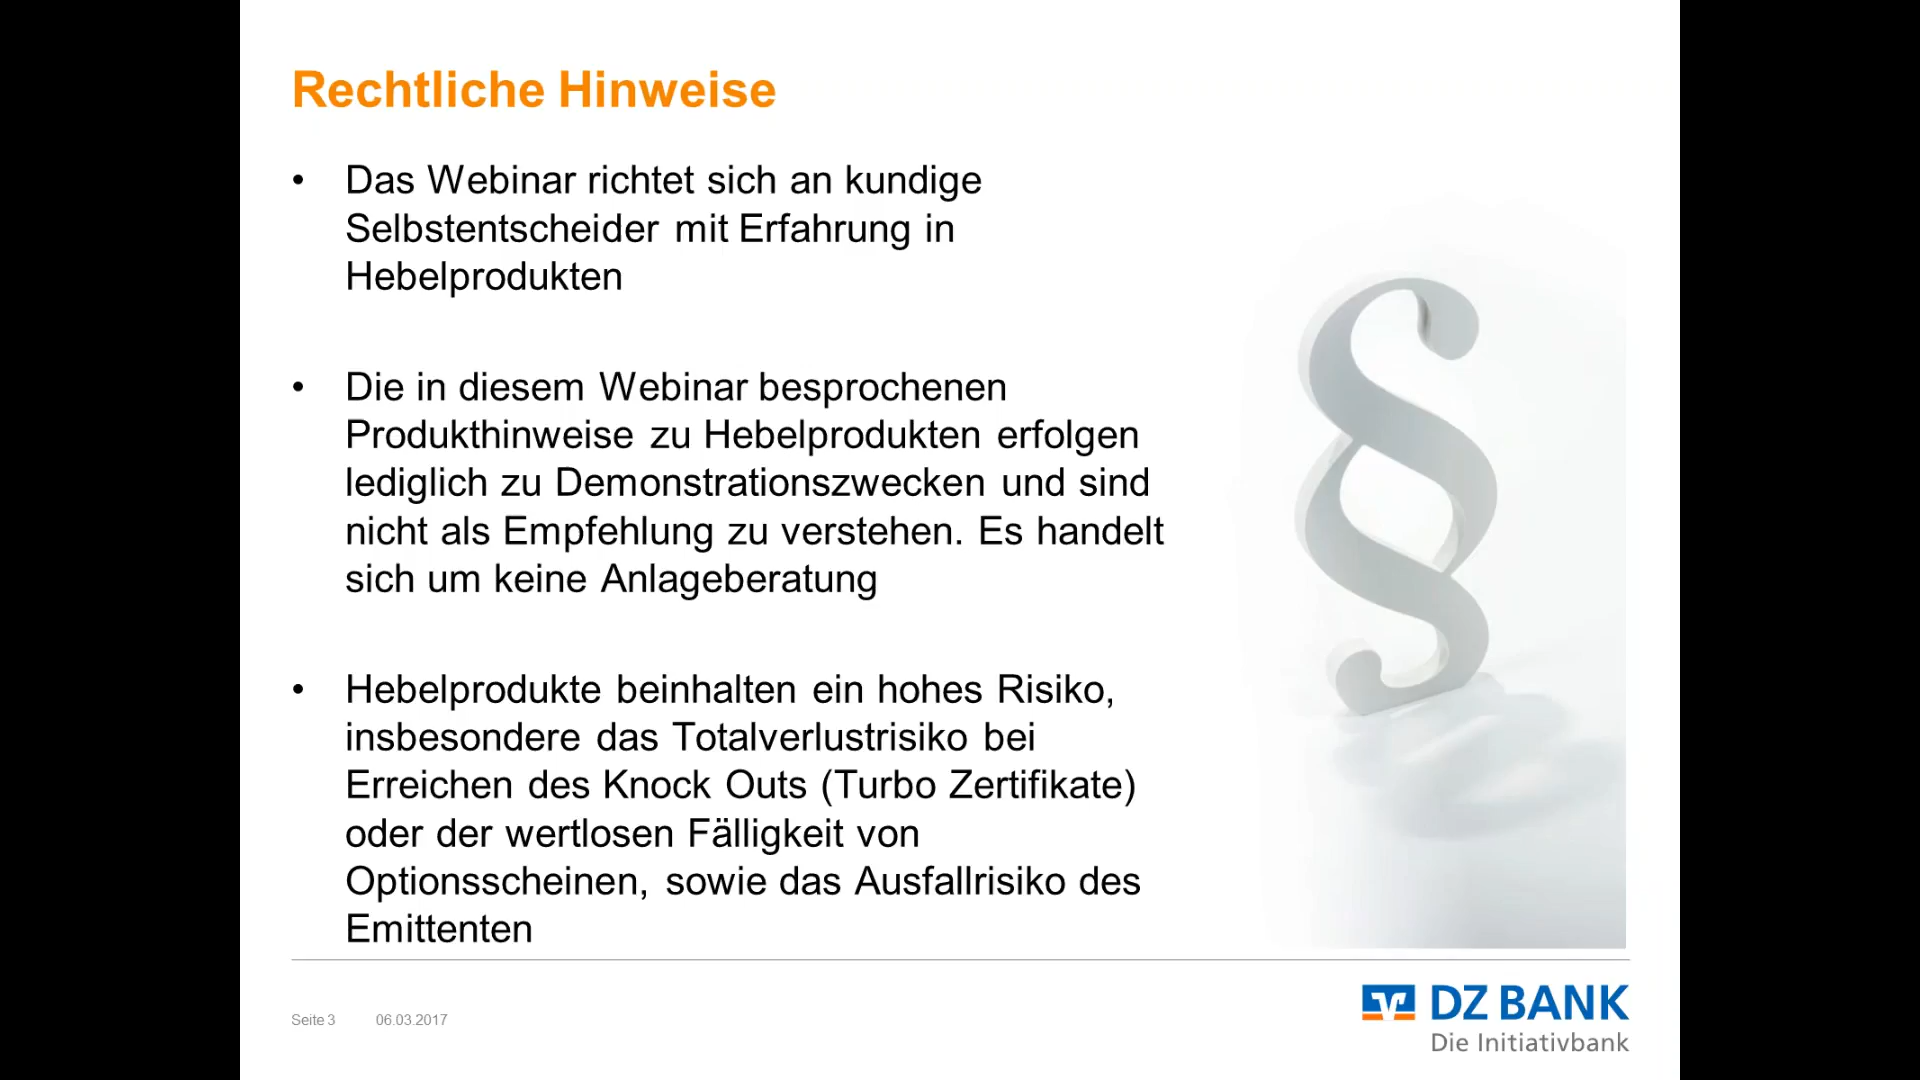 Rechtliche Hinweise
• Das Webinar richtet sich an kundige
Selbstentscheider mit Erfahrung in
Hebelprodukten
• Die in diesem Webinar besprochenen
Produkthinweise zu Hebelprodukten erfolgen
lediglich zu Demonstrationszwecken und sind
nicht als Empfehlung zu verstehen. Es handelt
sich um keine Anlageberatung
• Hebelprodukte beinhalten ein hohes Risiko,
insbesondere das Totalverlustrisiko bei
Erreichen des Knock Outs (Turbo Zertifikate)
oder der wertlosen Fälligkeit von
Optionsscheinen, sowie das Ausfallrisiko des
Emittenten
§
Seite 3 06.03.2017
DZ BANK
Die Initiativbank